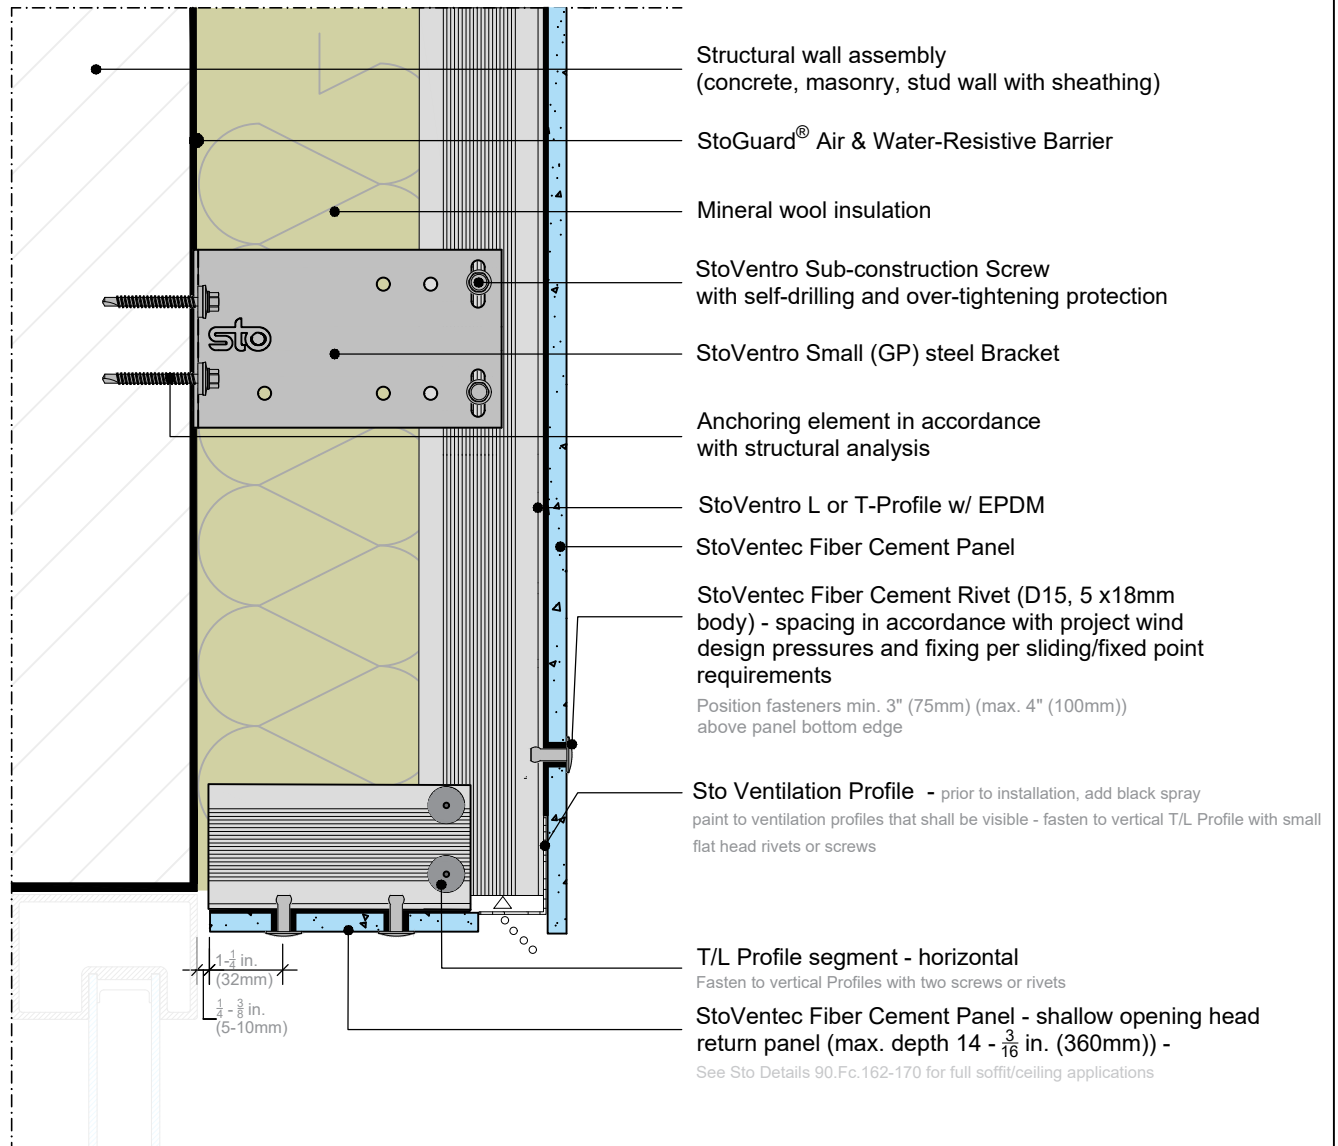 Structural wall assembly
(concrete, masonry, stud wall with sheathing)
StoGuard® Air & Water-Resistive Barrier
Mineral wool insulation
StoVentro Sub-construction Screw
with self-drilling and over-tightening protection
sto
StoVentro Small (GP) steel Bracket
Anchoring element in accordance
with structural analysis
StoVentro L or T-Profile w/ EPDM
StoVentec Fiber Cement Panel
StoVentec Fiber Cement Rivet (D15, 5 x18mm
body) - spacing in accordance with project wind
design pressures and fixing per sliding/fixed point
requirements
Position fasteners min. 3" (75mm) (max. 4" (100mm))
above panel bottom edge
Sto Ventilation Profile - prior to installation, add black spray
paint to ventilation profiles that shall be visible - fasten to vertical T/L Profile with small
flat head rivets or screws
T/L Profile segment - horizontal
Fasten to vertical Profiles with two screws or rivets
1-1/4 in.
(32mm)
1/4 - 3/8 in.
(5-10mm)
StoVentec Fiber Cement Panel - shallow opening head
return panel (max. depth 14 - 3/16 in. (360mm)) -
See Sto Details 90.Fc.162-170 for full soffit/ceiling applications